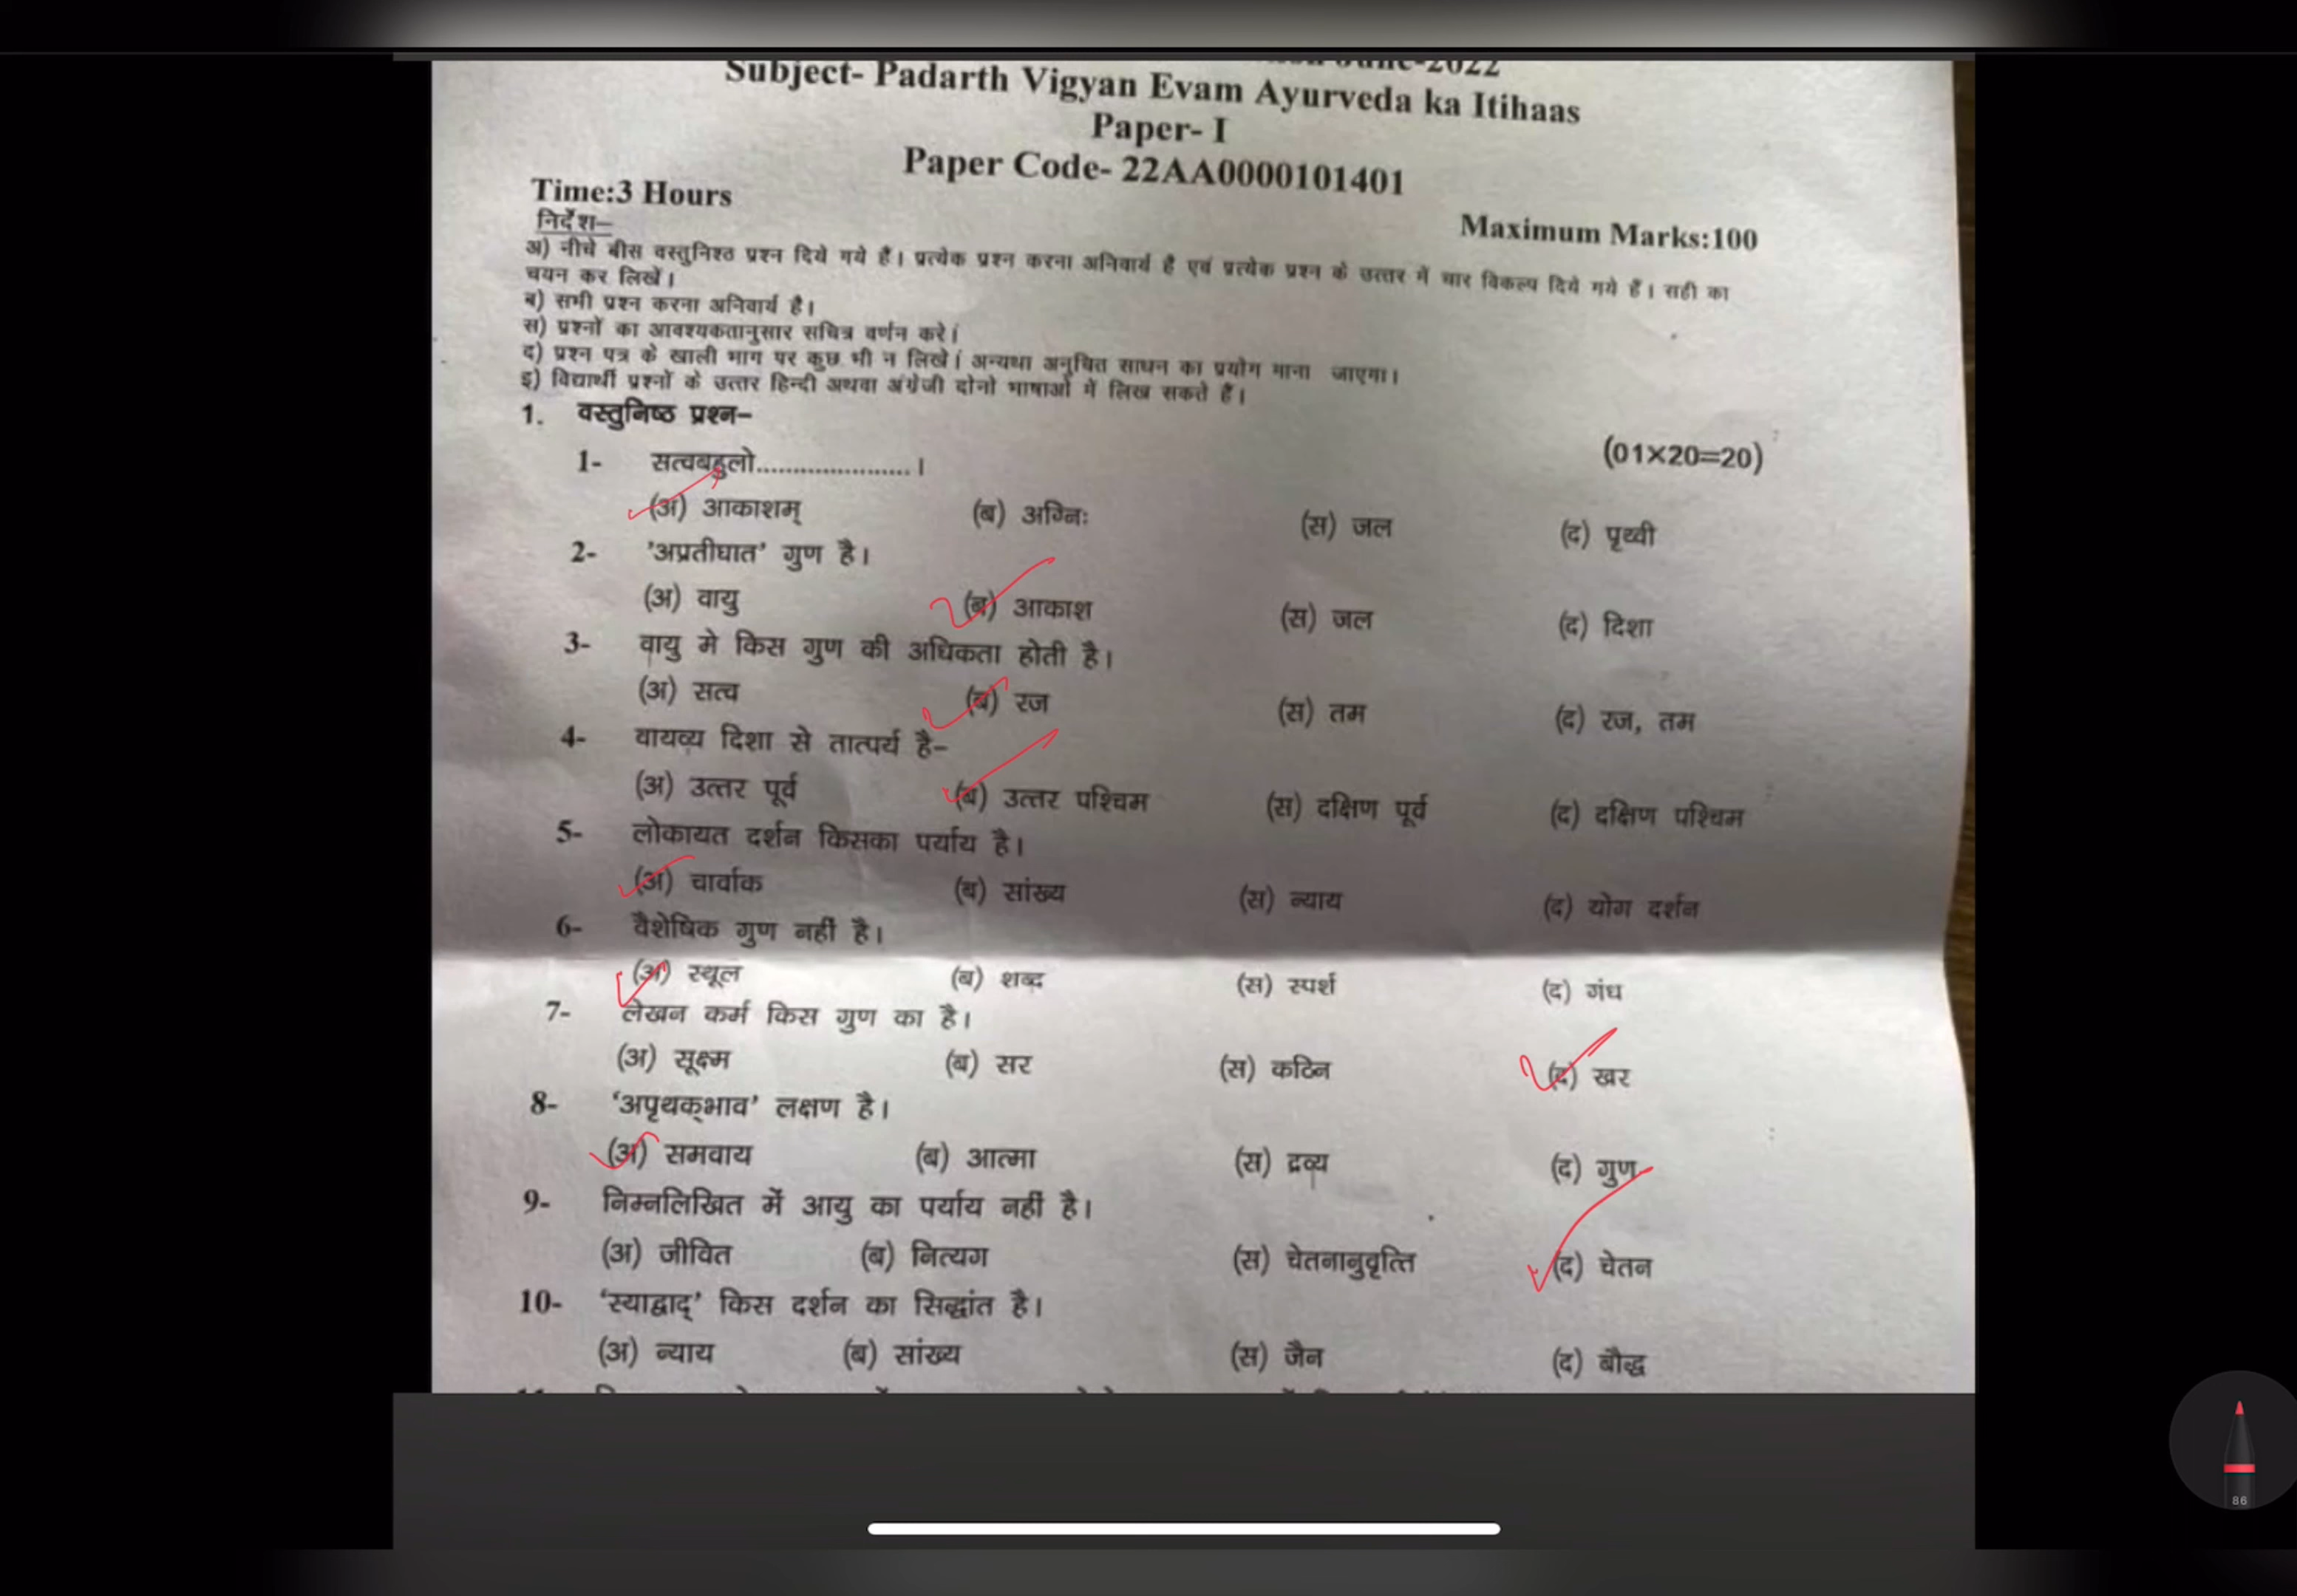 June-2022
Subject- Padarth Vigyan Evam Ayurveda ka Itihaas
Paper- I
Paper Code- 22AA0000101401
Time:3 Hours
Maximum Marks:100
निर्देश–
अ) नीचे बीस वस्तुनिश्ठ प्रश्न दिये गये हैं। प्रत्येक प्रश्न करना अनिवार्य है एवं प्रत्येक प्रश्न के उत्तर में चार विकल्प दिये गये हैं। सही का
चयन कर लिखें।
ब) सभी प्रश्न करना अनिवार्य है।
स) प्रश्नों का आवश्यकतानुसार सचित्र वर्णन करे।
द) प्रश्न पत्र के खाली भाग पर कुछ भी न लिखें। अन्यथा अनुचित साधन का प्रयोग माना जाएगा।
इ) विद्यार्थी प्रश्नों के उत्तर हिन्दी अथवा अंग्रेजी दोनो भाषाओं में लिख सकते हैं।
1. वस्तुनिष्ठ प्रश्न–
(01×20=20)
1- सत्वबहुलो.....................।
(अ) आकाशम् (ब) अग्निः (स) जल (द) पृथ्वी
2- 'अप्रतीघात' गुण है।
(अ) वायु (ब) आकाश (स) जल (द) दिशा
3- वायु मे किस गुण की अधिकता होती है।
(अ) सत्व (ब) रज (स) तम (द) रज, तम
4- वायव्य दिशा से तात्पर्य है–
(अ) उत्तर पूर्व (ब) उत्तर पश्चिम (स) दक्षिण पूर्व (द) दक्षिण पश्चिम
5- लोकायत दर्शन किसका पर्याय है।
(अ) चार्वाक (ब) सांख्य (स) न्याय (द) योग दर्शन
6- वैशेषिक गुण नहीं है।
(अ) स्थूल (ब) शब्द (स) स्पर्श (द) गंध
7- लेखन कर्म किस गुण का है।
(अ) सूक्ष्म (ब) सर (स) कठिन (द) खर
8- 'अपृथक्भाव' लक्षण है।
(अ) समवाय (ब) आत्मा (स) द्रव्य (द) गुण
9- निम्नलिखित में आयु का पर्याय नहीं है।
(अ) जीवित (ब) नित्यग (स) चेतनानुवृत्ति (द) चेतन
10- 'स्याद्वाद्' किस दर्शन का सिद्धांत है।
(अ) न्याय (ब) सांख्य (स) जैन (द) बौद्ध
86